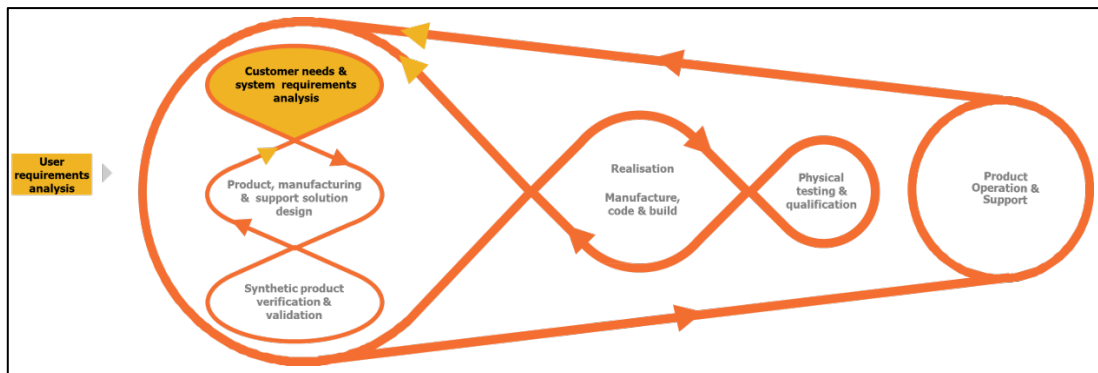 User
requirements
analysis
Customer needs &
system requirements
analysis
Product, manufacturing
& support solution
design
Synthetic product
verification &
validation
Realisation
Manufacture,
code & build
Physical
testing &
qualification
Product
Operation &
Support